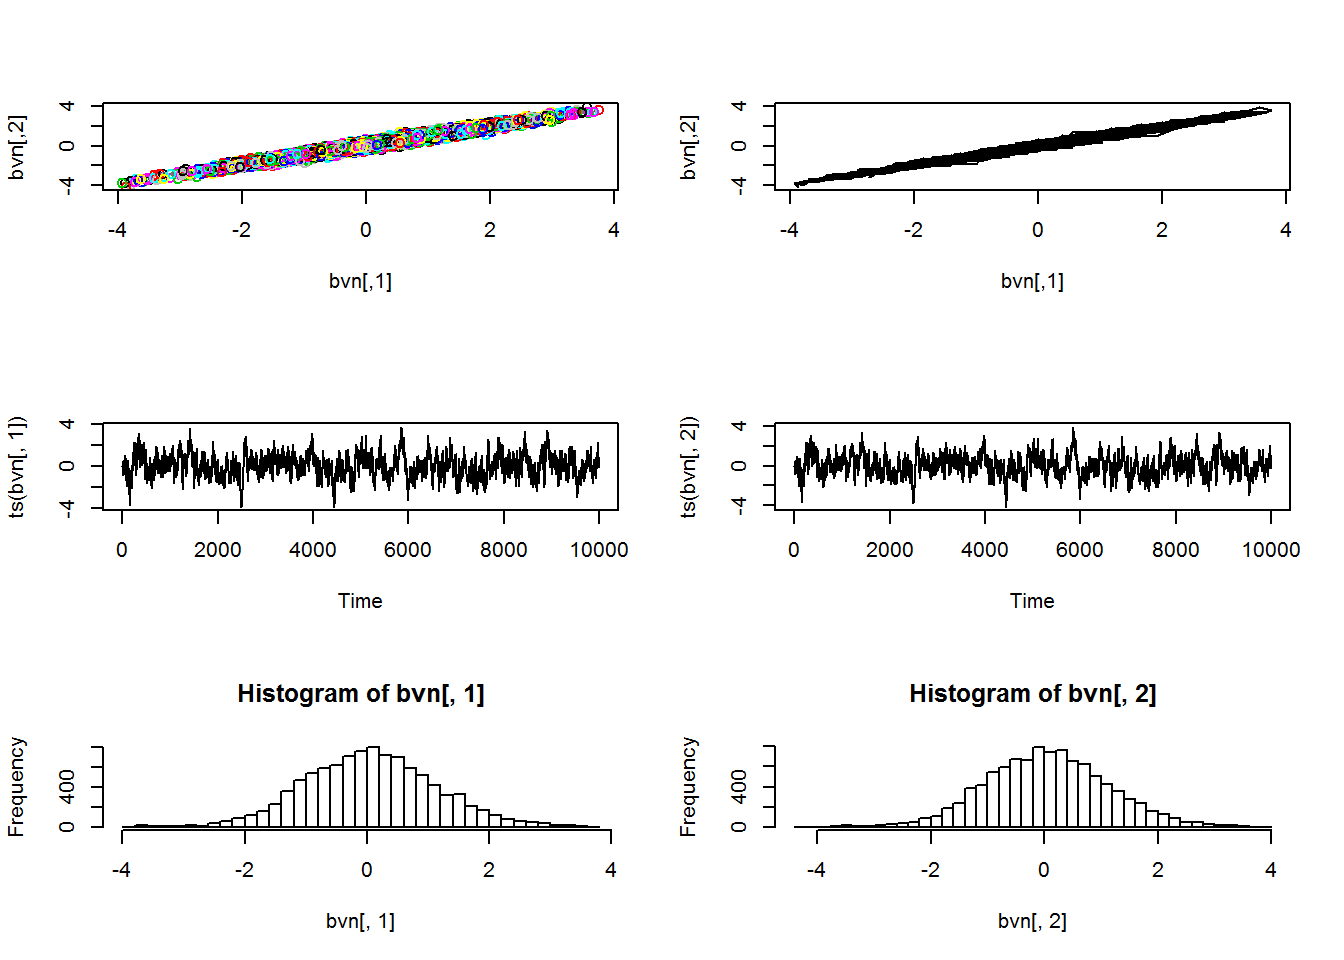 bvn[,2]
4
0
-4
-4 -2 0 2 4
bvn[,1]
bvn[,2]
4
0
-4
-4 -2 0 2 4
bvn[,1]
ts(bvn[, 1])
4
0
-4
0 2000 4000 6000 8000 10000
Time
ts(bvn[, 2])
4
0
-4
0 2000 4000 6000 8000 10000
Time
Histogram of bvn[, 1]
Frequency
400
0
-4 -2 0 2 4
bvn[, 1]
Histogram of bvn[, 2]
Frequency
400
0
-4 -2 0 2 4
bvn[, 2]